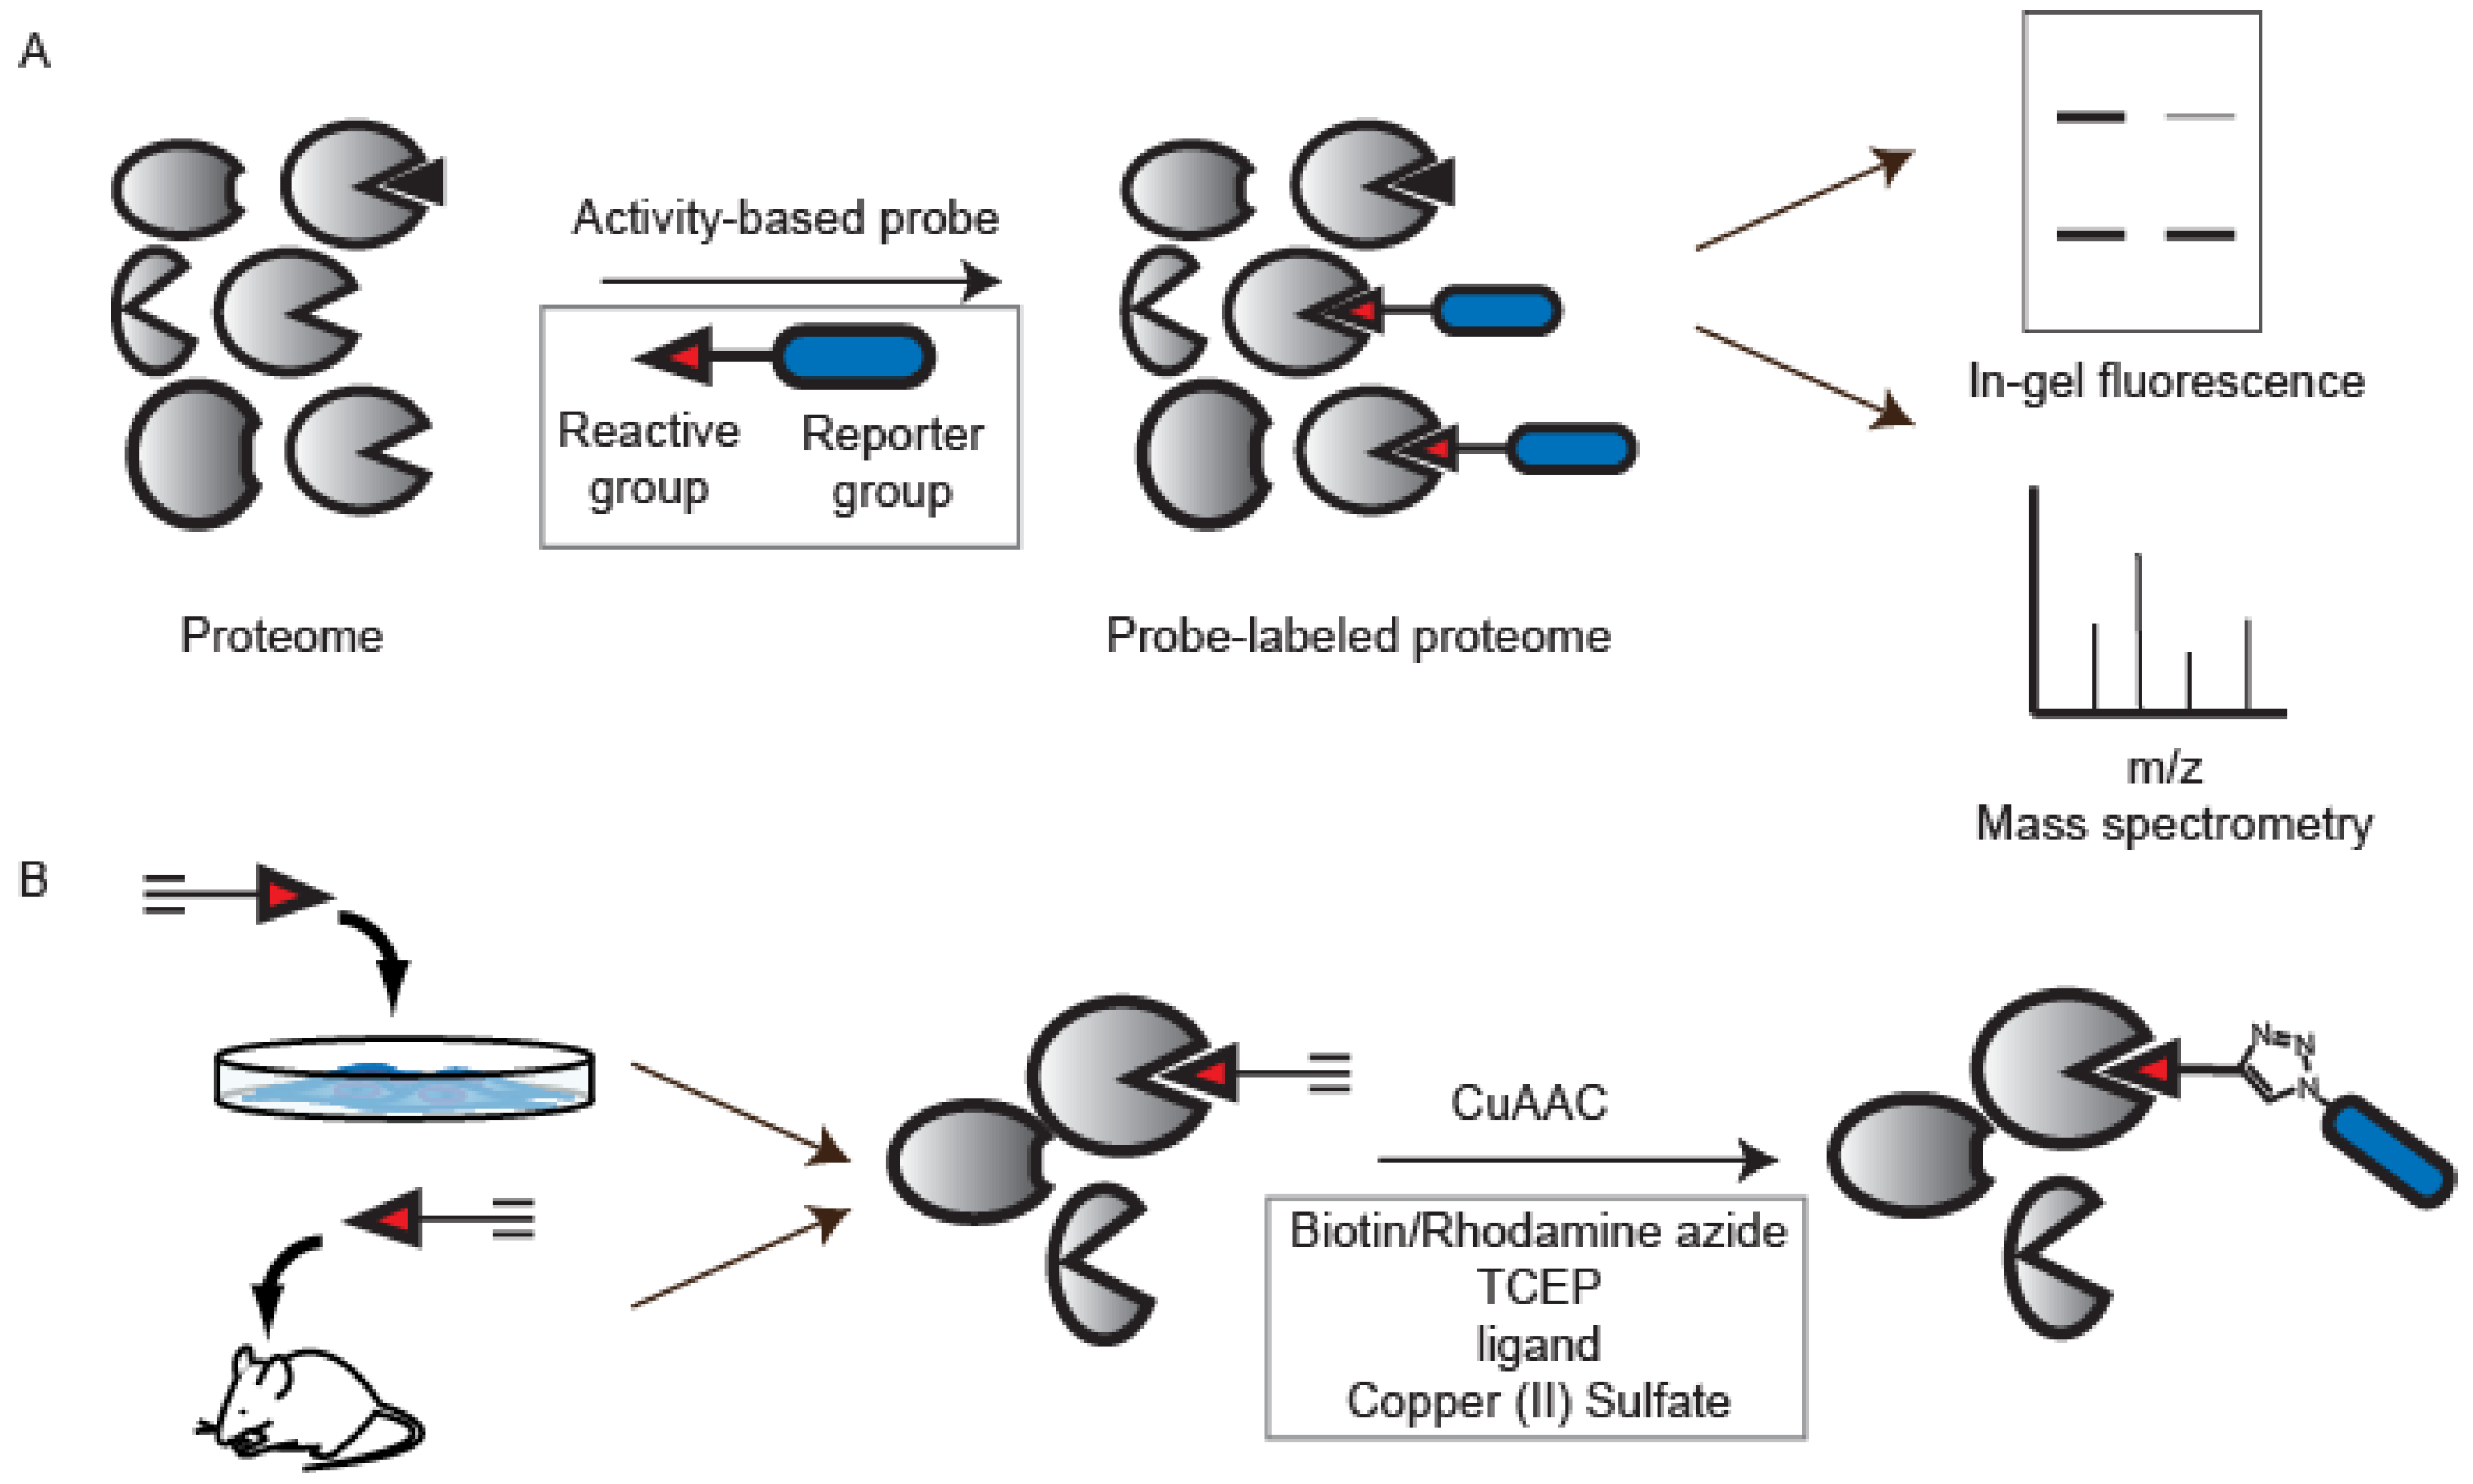 A
Activity-based probe
Reactive
group
Reporter
group
Proteome
Probe-labeled proteome
In-gel fluorescence
m/z
Mass spectrometry
B
CuAAC
Biotin/Rhodamine azide
TCEP
ligand
Copper (II) Sulfate
N
N
N